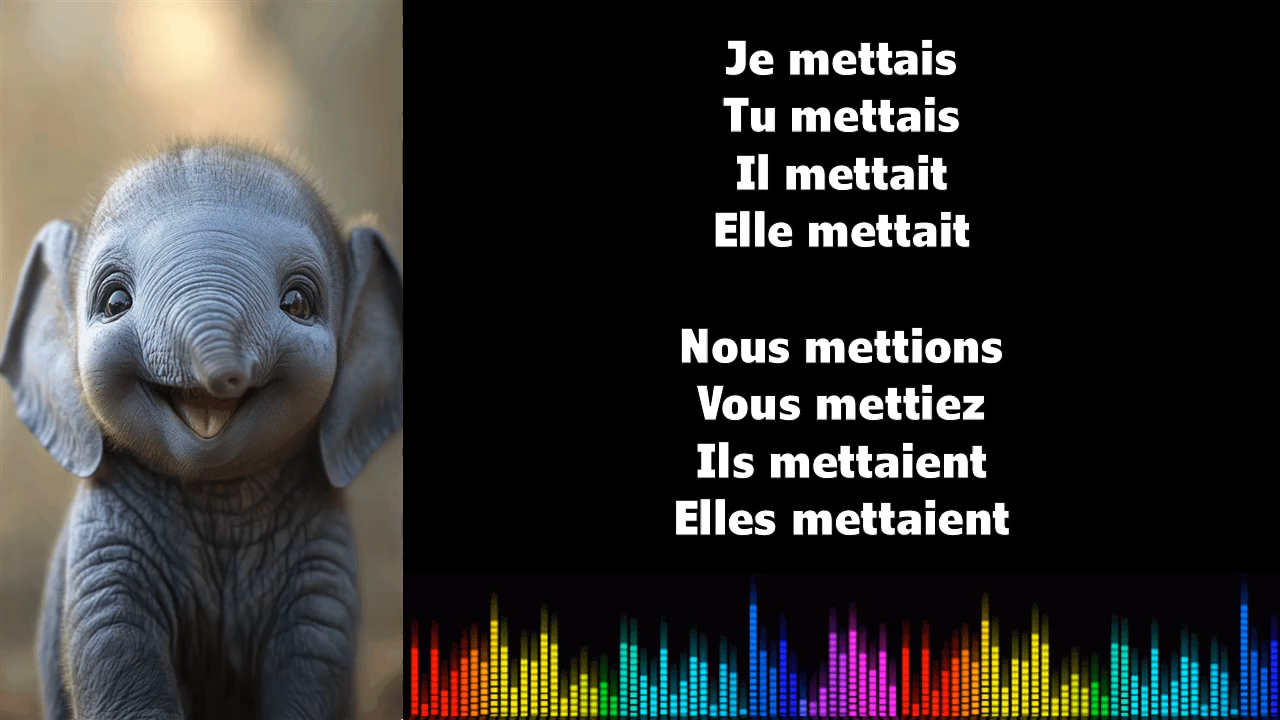 Je mettais
Tu mettais
Il mettait
Elle mettait
Nous mettions
Vous mettiez
Ils mettaient
Elles mettaient